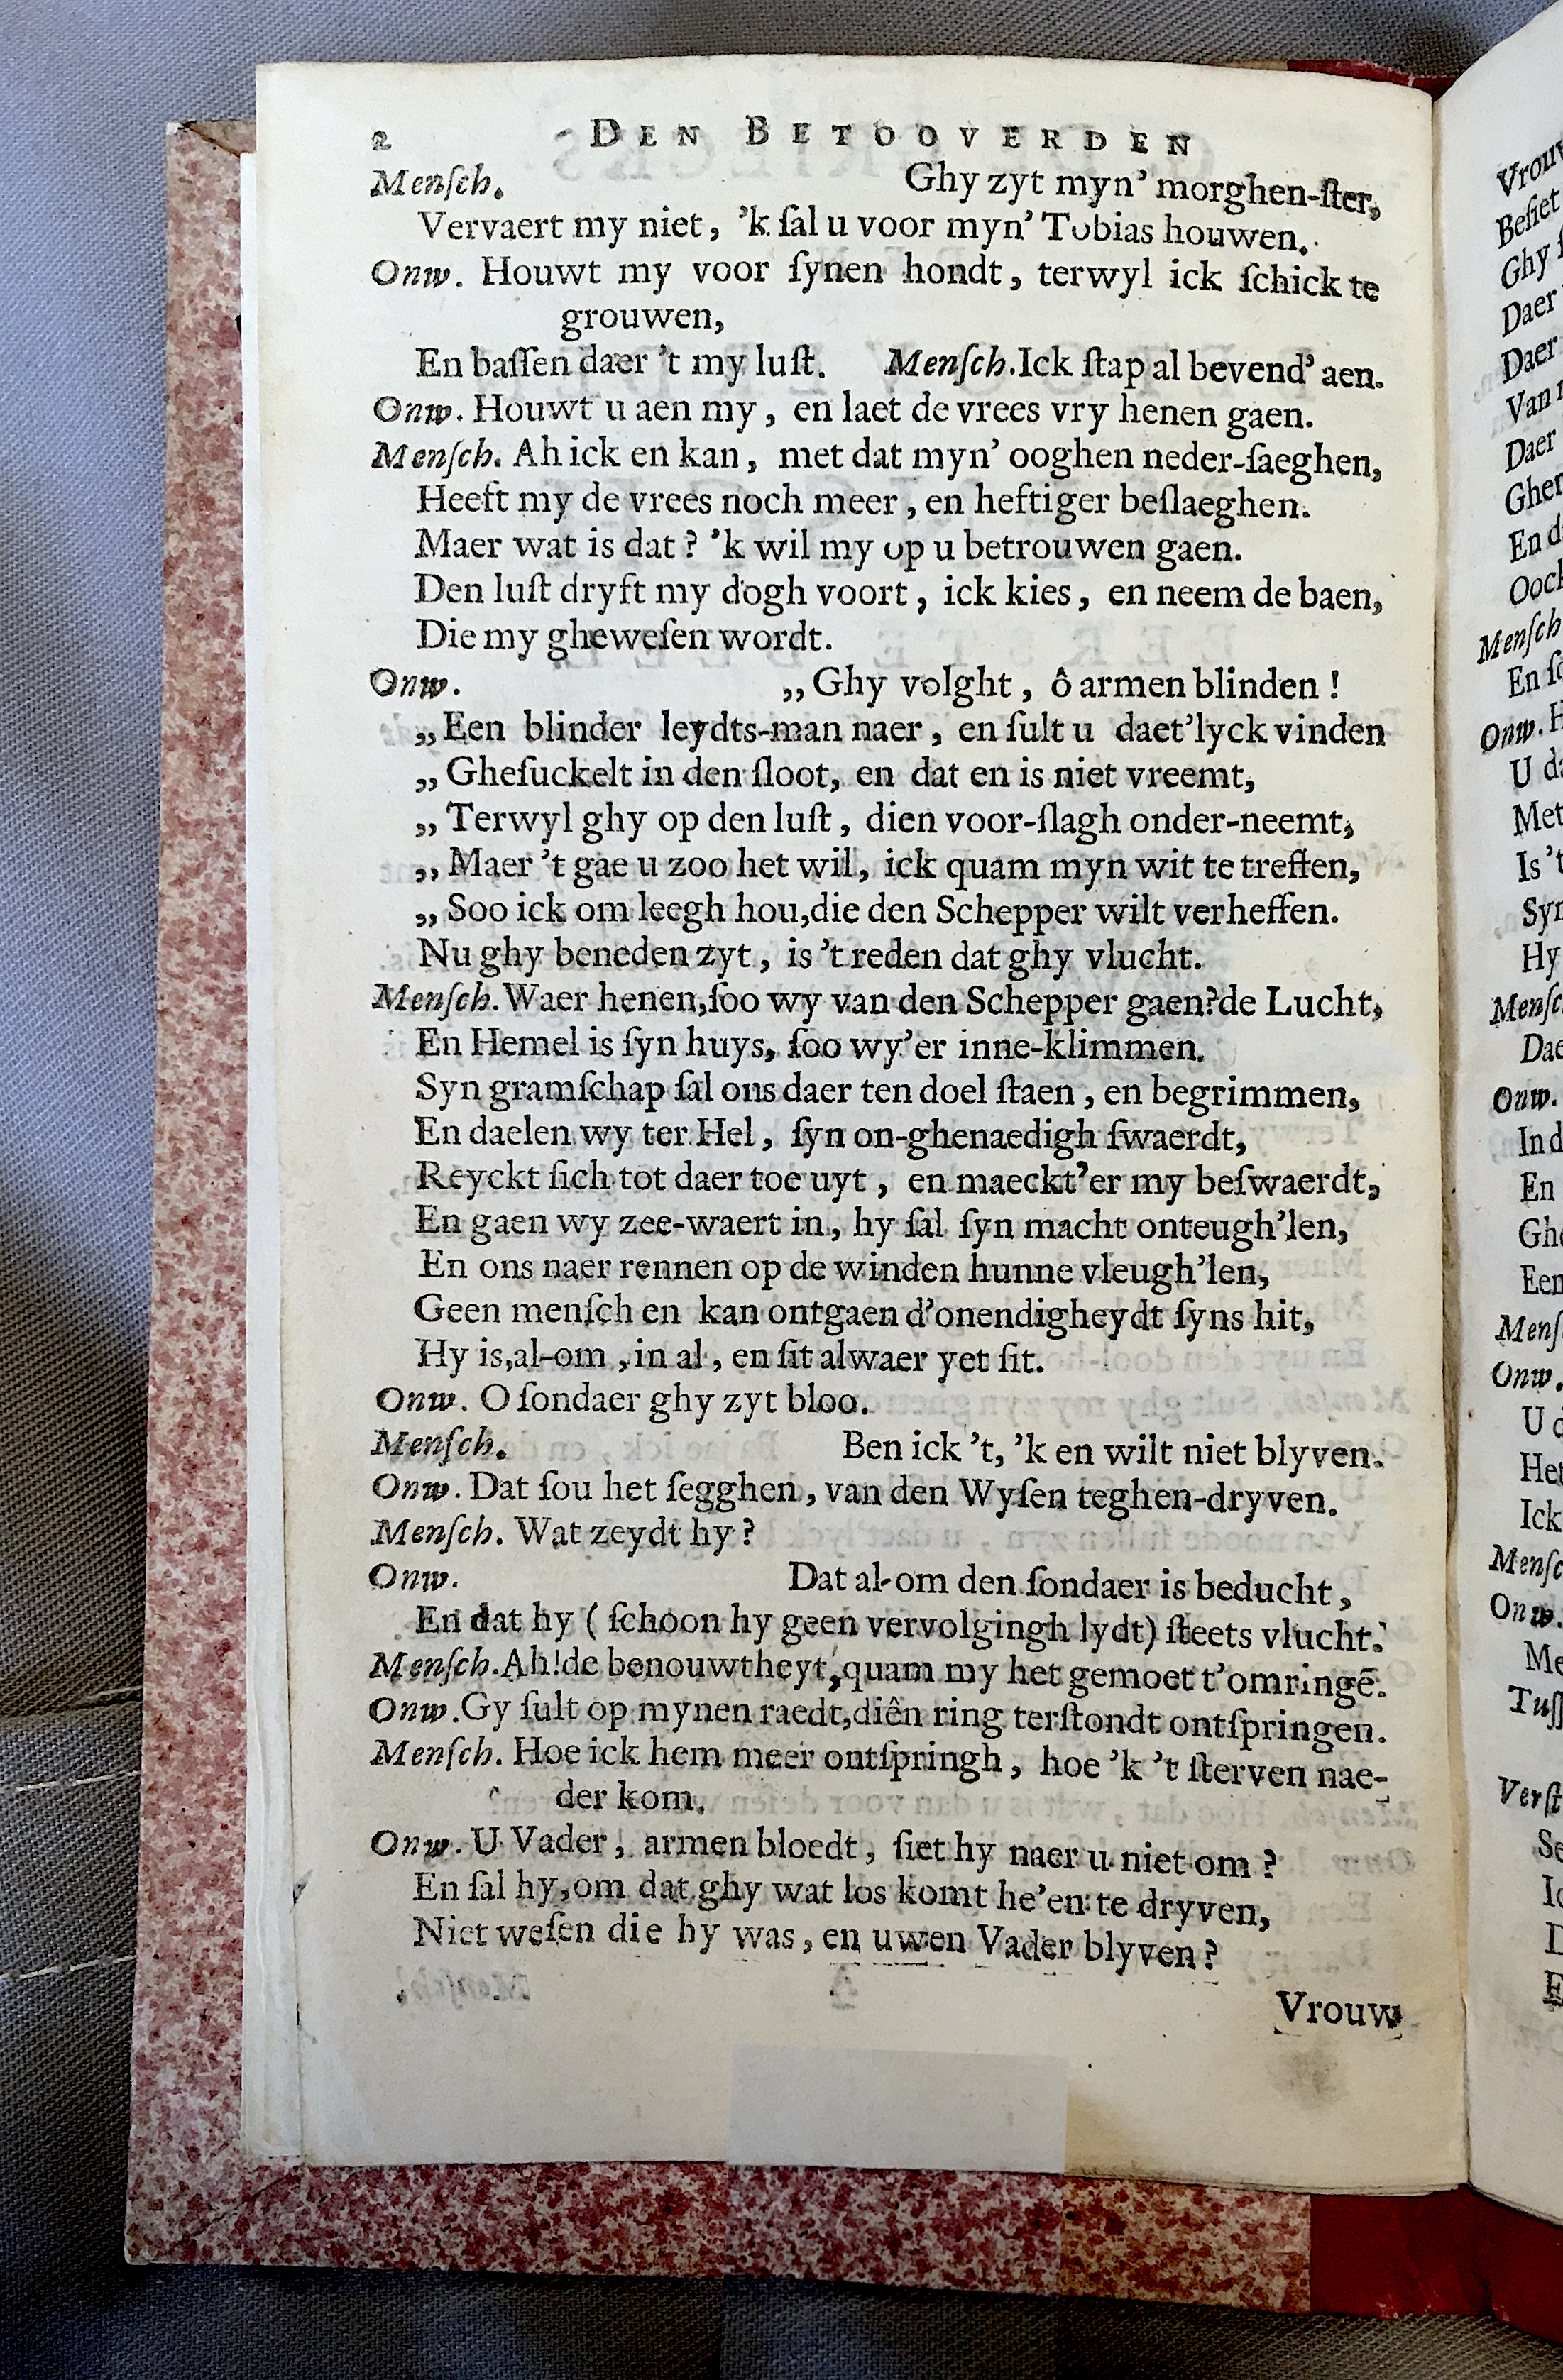 2 DEN BETOOVERDEN
Menſch. Ghy zyt myn' morghen-ſter,
Vervaert my niet, 'k ſal u voor myn' Tobias houwen.
Onw. Houwt my voor ſynen hondt, terwyl ick ſchick te
grouwen,
En baſſen daer 't my luſt. Menſch. Ick ſtap al bevend' aen.
Onw. Houwt u aen my, en laet de vrees vry henen gaen.
Menſch. Ah ick en kan, met dat myn' ooghen neder-ſaeghen,
Heeft my de vrees noch meer, en heftiger beſlaeghen.
Maer wat is dat? 'k wil my op u betrouwen gaen.
Den luſt dryft my dogh voort, ick kies, en neem de baen,
Die my gheweſen wordt.
Onw. „Ghy volght, ô armen blinden!
„Een blinder leydts-man naer, en ſult u daet'lyck vinden
„Gheſuckelt in den ſloot, en dat en is niet vreemt,
„Terwyl ghy op den luſt, dien voor-ſlagh onder-neemt,
„Maer 't gae u zoo het wil, ick quam myn wit te treffen,
„Soo ick om leegh hou, die den Schepper wilt verheffen.
Nu ghy beneden zyt, is 't reden dat ghy vlucht.
Menſch. Waer henen, ſoo wy van den Schepper gaen? de Lucht,
En Hemel is ſyn huys, ſoo wy'er inne-klimmen.
Syn gramſchap ſal ons daer ten doel ſtaen, en begrimmen,
En daelen wy ter Hel, ſyn on-ghenaedigh ſwaerdt,
Reyckt ſich tot daer toe uyt, en maeckt'er my beſwaerdt,
En gaen wy zee-waert in, hy ſal ſyn macht onteugh'len,
En ons naer rennen op de winden hunne vleugh'len,
Geen menſch en kan ontgaen d'onendigheydt ſyns hit,
Hy is, al-om, in al, en ſit alwaer yet ſit.
Onw. O ſondaer ghy zyt bloo.
Menſch. Ben ick 't, 'k en wilt niet blyven.
Onw. Dat ſou het ſegghen, van den Wyſen teghen-dryven.
Menſch. Wat zeydt hy?
Onw. Dat al-om den ſondaer is beducht,
En dat hy (ſchoon hy geen vervolgingh lydt) ſteets vlucht.
Menſch. Ah! de benouwtheyt, quam my het gemoet t'omringē.
Onw. Gy ſult op mynen raedt, diên ring terſtondt ontſpringen.
Menſch. Hoe ick hem meer ontſpringh, hoe 'k 't ſterven nae-
der kom.
Onw. U Vader, armen bloedt, ſiet hy naer u niet om?
En ſal hy, om dat ghy wat los komt he'en te dryven,
Niet weſen die hy was, en uwen Vader blyven?
Vrouw